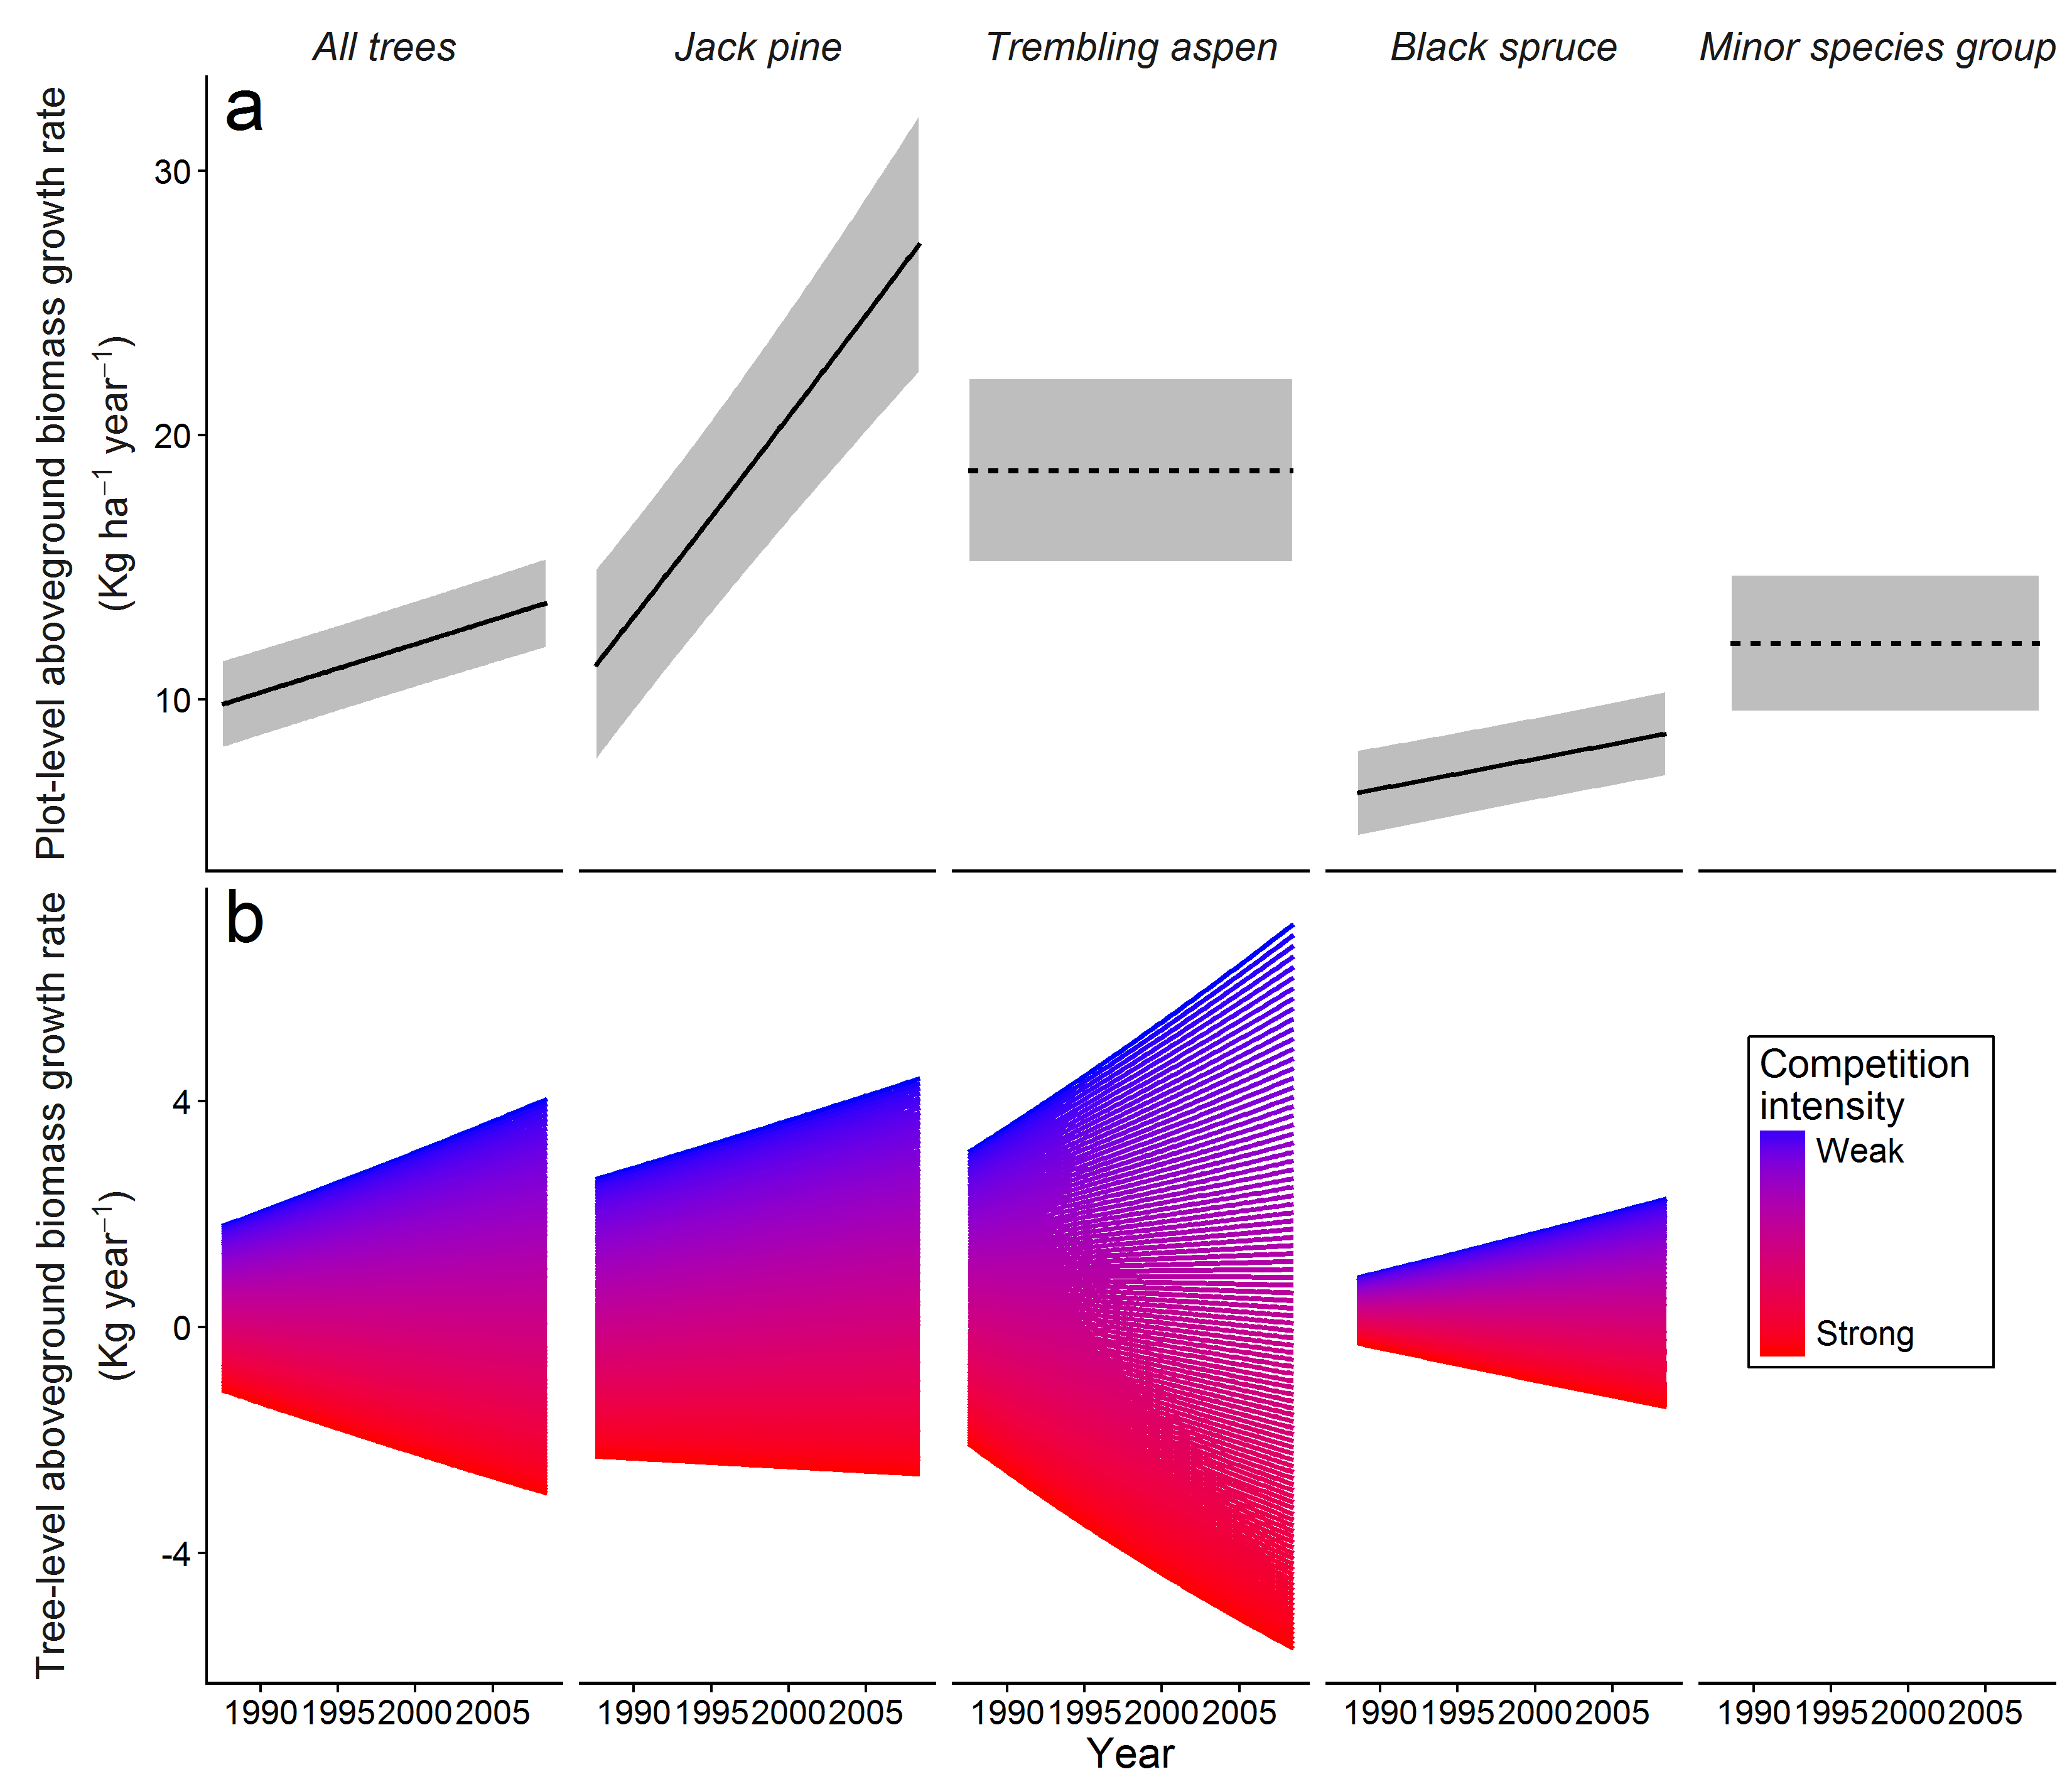 All trees
Jack pine
Trembling aspen
Black spruce
Minor species group
a
Plot-level aboveground biomass growth rate
(Kg ha⁻¹ year⁻¹)
30
20
10
b
Tree-level aboveground biomass growth rate
(Kg year⁻¹)
4
0
-4
Competition
intensity
Weak
Strong
1990 1995 2000 2005
1990 1995 2000 2005
1990 1995 2000 2005
1990 1995 2000 2005
1990 1995 2000 2005
Year